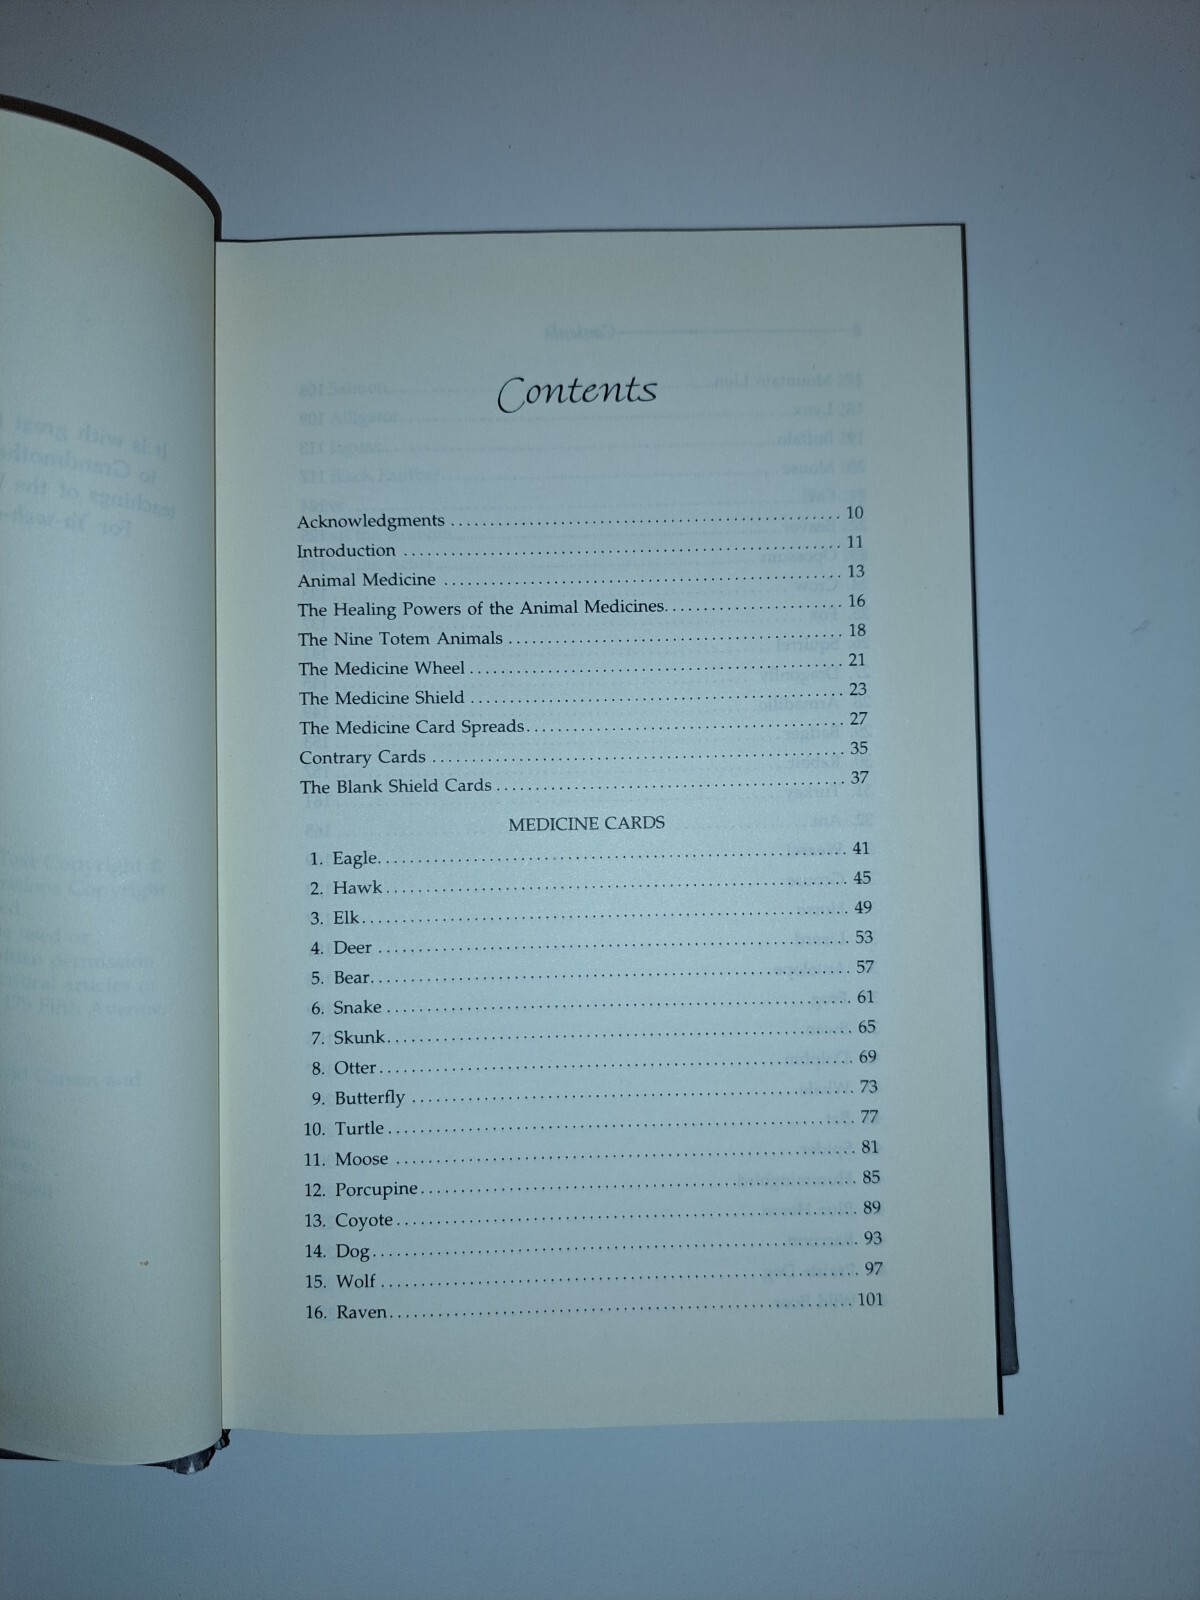 Contents
Acknowledgments ........ 10
Introduction ........ 11
Animal Medicine ........ 13
The Healing Powers of the Animal Medicines........ 16
The Nine Totem Animals ........ 18
The Medicine Wheel ........ 21
The Medicine Shield ........ 23
The Medicine Card Spreads........ 27
Contrary Cards ........ 35
The Blank Shield Cards ........ 37
MEDICINE CARDS
1. Eagle........ 41
2. Hawk ........ 45
3. Elk........ 49
4. Deer ........ 53
5. Bear........ 57
6. Snake ........ 61
7. Skunk........ 65
8. Otter........ 69
9. Butterfly ........ 73
10. Turtle ........ 77
11. Moose ........ 81
12. Porcupine ........ 85
13. Coyote ........ 89
14. Dog ........ 93
15. Wolf ........ 97
16. Raven........ 101